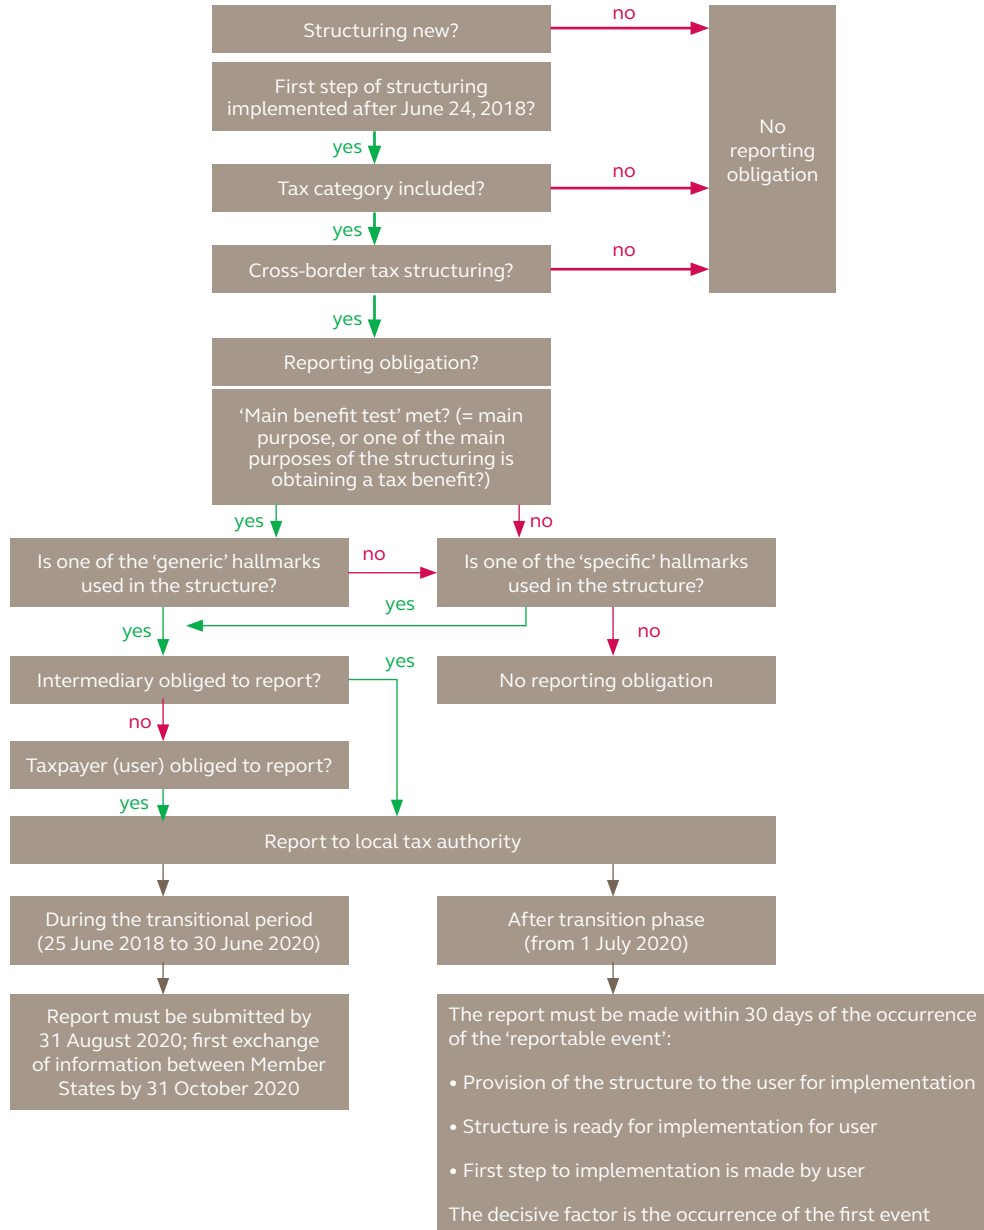 Structuring new?
no
First step of structuring
implemented after June 24, 2018?
No
reporting
obligation
yes
Tax category included?
no
yes
Cross-border tax structuring?
no
yes
Reporting obligation?
‘Main benefit test’ met? (= main
purpose, or one of the main
purposes of the structuring is
obtaining a tax benefit?)
yes
no
Is one of the ‘generic’ hallmarks
used in the structure?
no
Is one of the ‘specific’ hallmarks
used in the structure?
yes
yes
no
Intermediary obliged to report?
yes
No reporting obligation
no
Taxpayer (user) obliged to report?
yes
Report to local tax authority
During the transitional period
(25 June 2018 to 30 June 2020)
After transition phase
(from 1 July 2020)
Report must be submitted by
31 August 2020; first exchange
of information between Member
States by 31 October 2020
The report must be made within 30 days of the occurrence
of the ‘reportable event’:
• Provision of the structure to the user for implementation
• Structure is ready for implementation for user
• First step to implementation is made by user
The decisive factor is the occurrence of the first event